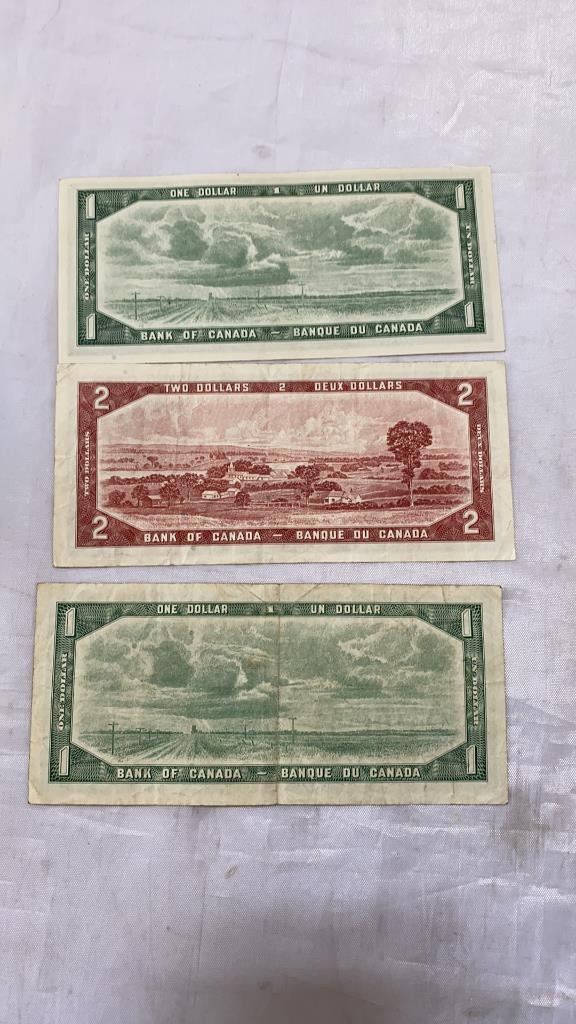 ONE DOLLAR 1 UN DOLLAR
1 1
ONE DOLLAR
UN DOLLAR
1 1
BANK OF CANADA – BANQUE DU CANADA
TWO DOLLARS 2 DEUX DOLLARS
2 2
TWO DOLLARS
DEUX DOLLARS
2 2
BANK OF CANADA – BANQUE DU CANADA
ONE DOLLAR 1 UN DOLLAR
1 1
ONE DOLLAR
UN DOLLAR
1 1
BANK OF CANADA – BANQUE DU CANADA